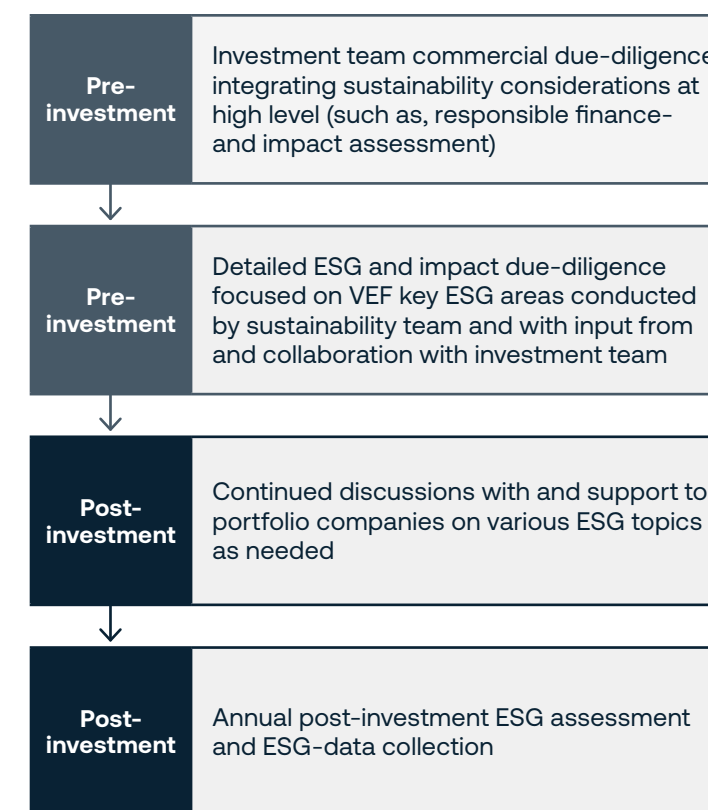 Pre-
investment
Investment team commercial due-diligence
integrating sustainability considerations at
high level (such as, responsible finance-
and impact assessment)
Pre-
investment
Detailed ESG and impact due-diligence
focused on VEF key ESG areas conducted
by sustainability team and with input from
and collaboration with investment team
Post-
investment
Continued discussions with and support to
portfolio companies on various ESG topics
as needed
Post-
investment
Annual post-investment ESG assessment
and ESG-data collection